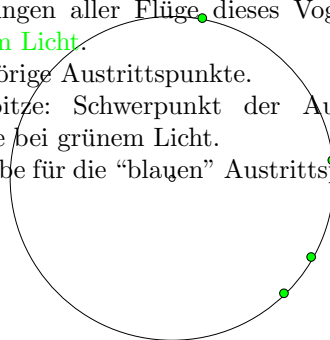 ngen aller Flüge dieses Vog
m Licht.
örige Austrittspunkte.
itze: Schwerpunkt der Au
e bei grünem Licht.
be für die “blauen” Austritts